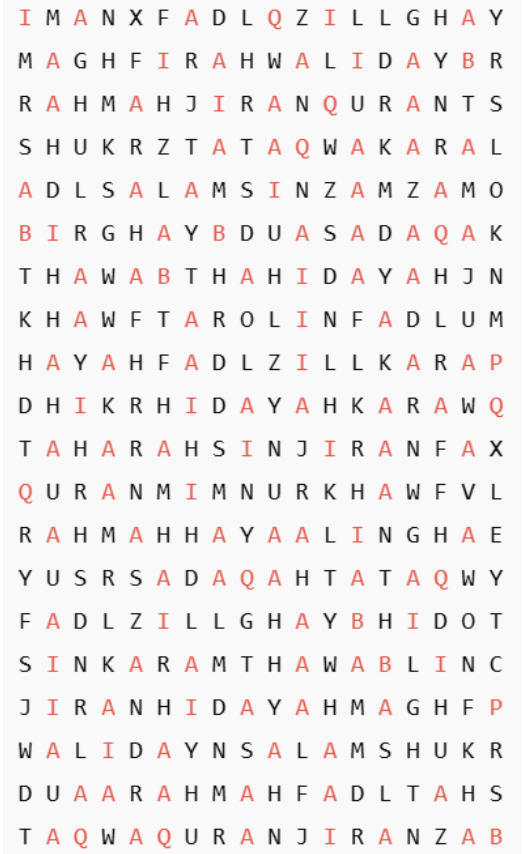 I M A N X F A D L Q Z I L L G H A Y
M A G H F I R A H W A L I D A Y B R
R A H M A H J I R A N Q U R A N T S
S H U K R Z T A T A Q W A K A R A L
A D L S A L A M S I N Z A M Z A M O
B I R G H A Y B D U A S A D A Q A K
T H A W A B T H A H I D A Y A H J N
K H A W F T A R O L I N F A D L U M
H A Y A H F A D L Z I L L K A R A P
D H I K R H I D A Y A H K A R A W Q
T A H A R A H S I N J I R A N F A X
Q U R A N M I M N U R K H A W F V L
R A H M A H H A Y A A L I N G H A E
Y U S R S A D A Q A H T A T A Q W Y
F A D L Z I L L G H A Y B H I D O T
S I N K A R A M T H A W A B L I N C
J I R A N H I D A Y A H M A G H F P
W A L I D A Y N S A L A M S H U K R
D U A A R A H M A H F A D L T A H S
T A Q W A Q U R A N J I R A N Z A B